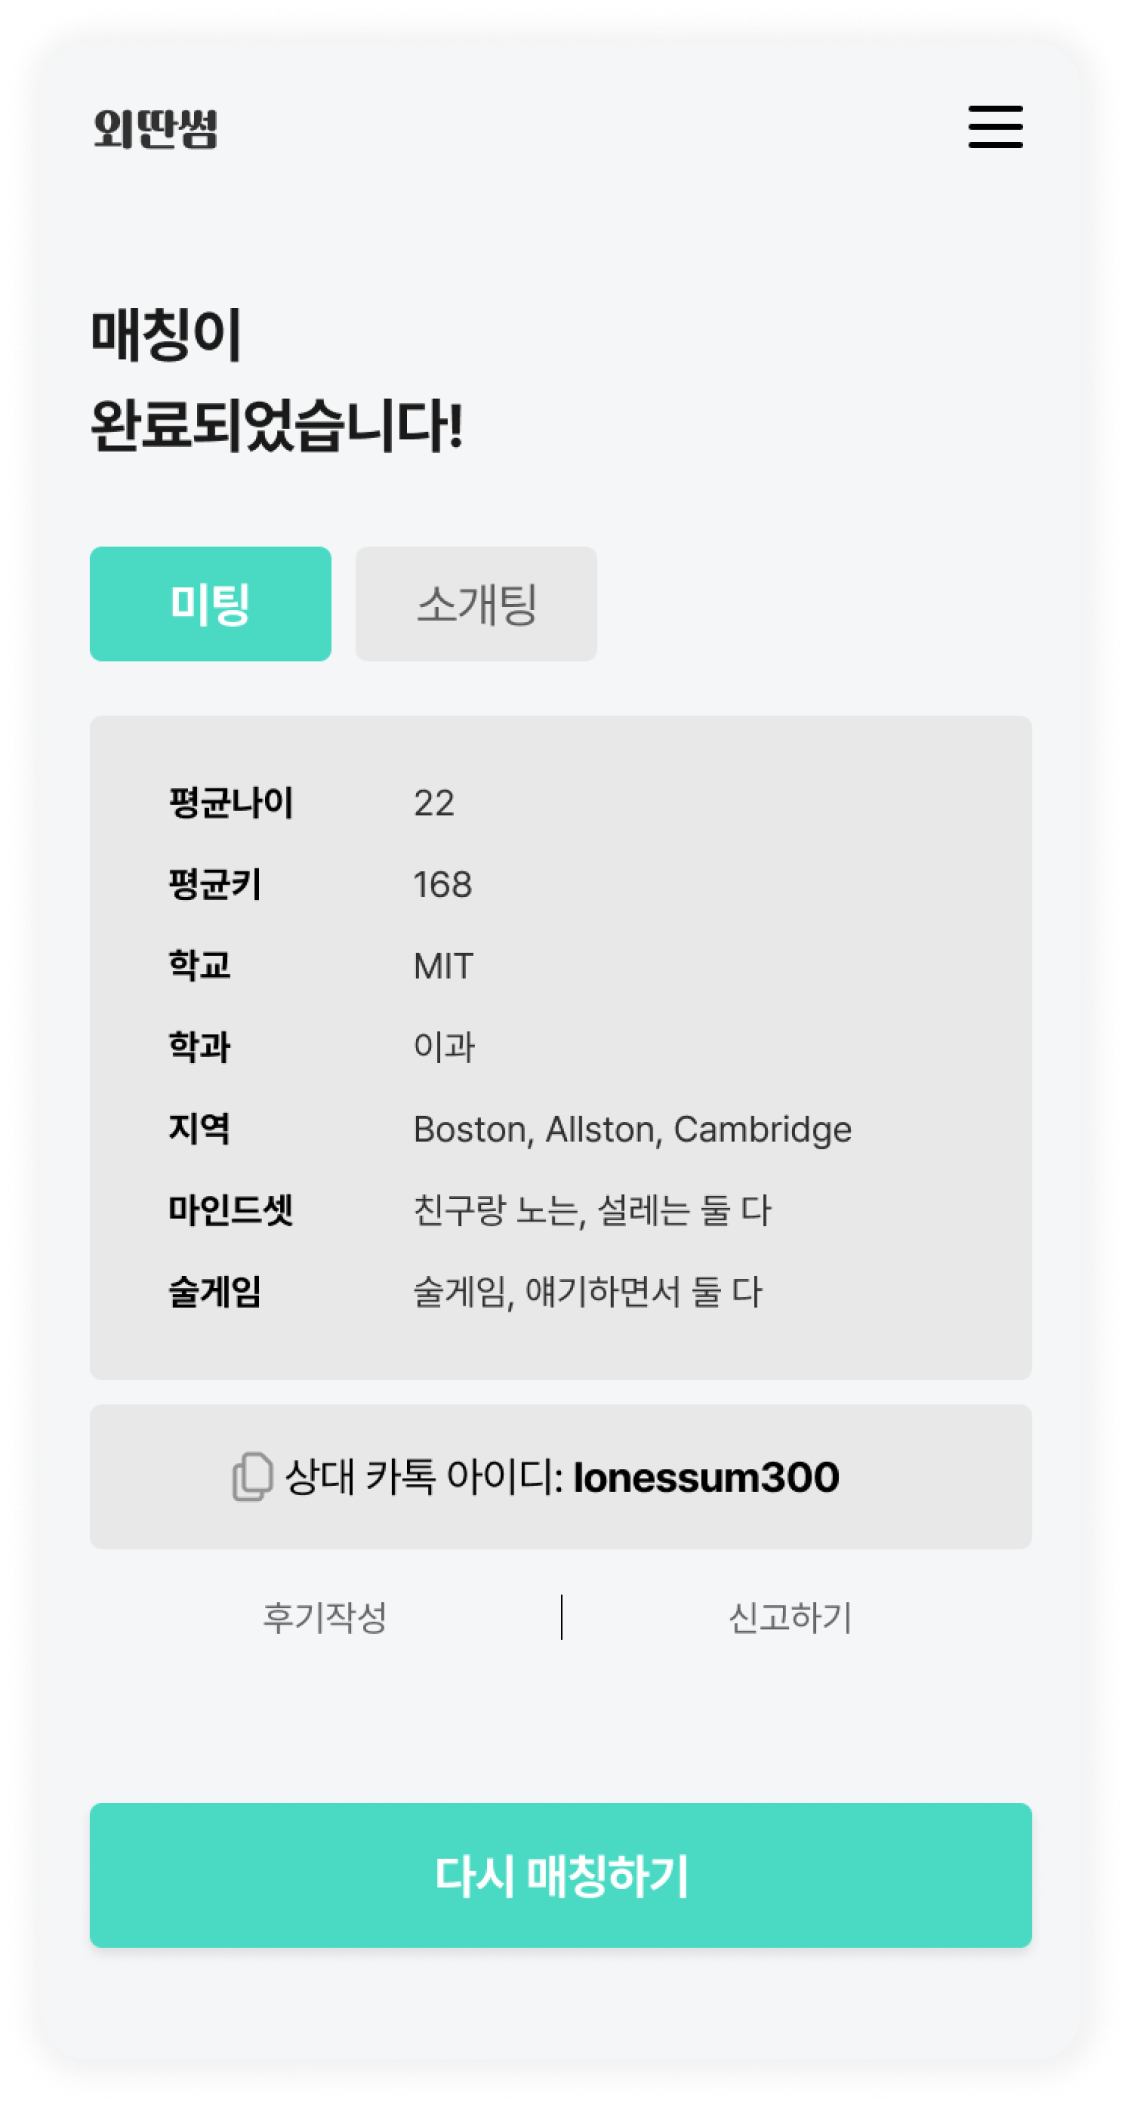 외딴썸
매칭이
완료되었습니다!
미팅 소개팅
평균나이 22
평균키 168
학교 MIT
학과 이과
지역 Boston, Allston, Cambridge
마인드셋 친구랑 노는, 설레는 둘 다
술게임 술게임, 얘기하면서 둘 다
상대 카톡 아이디: lonessum300
후기작성 신고하기
다시 매칭하기